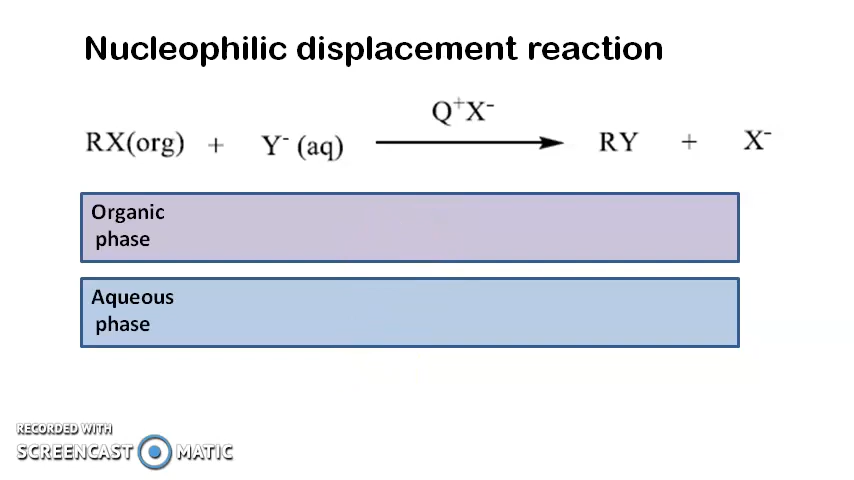 Nucleophilic displacement reaction
Q⁺X⁻
RX(org) + Y⁻ (aq) RY + X⁻
Organic
phase
Aqueous
phase
RECORDED WITH
SCREENCAST MATIC